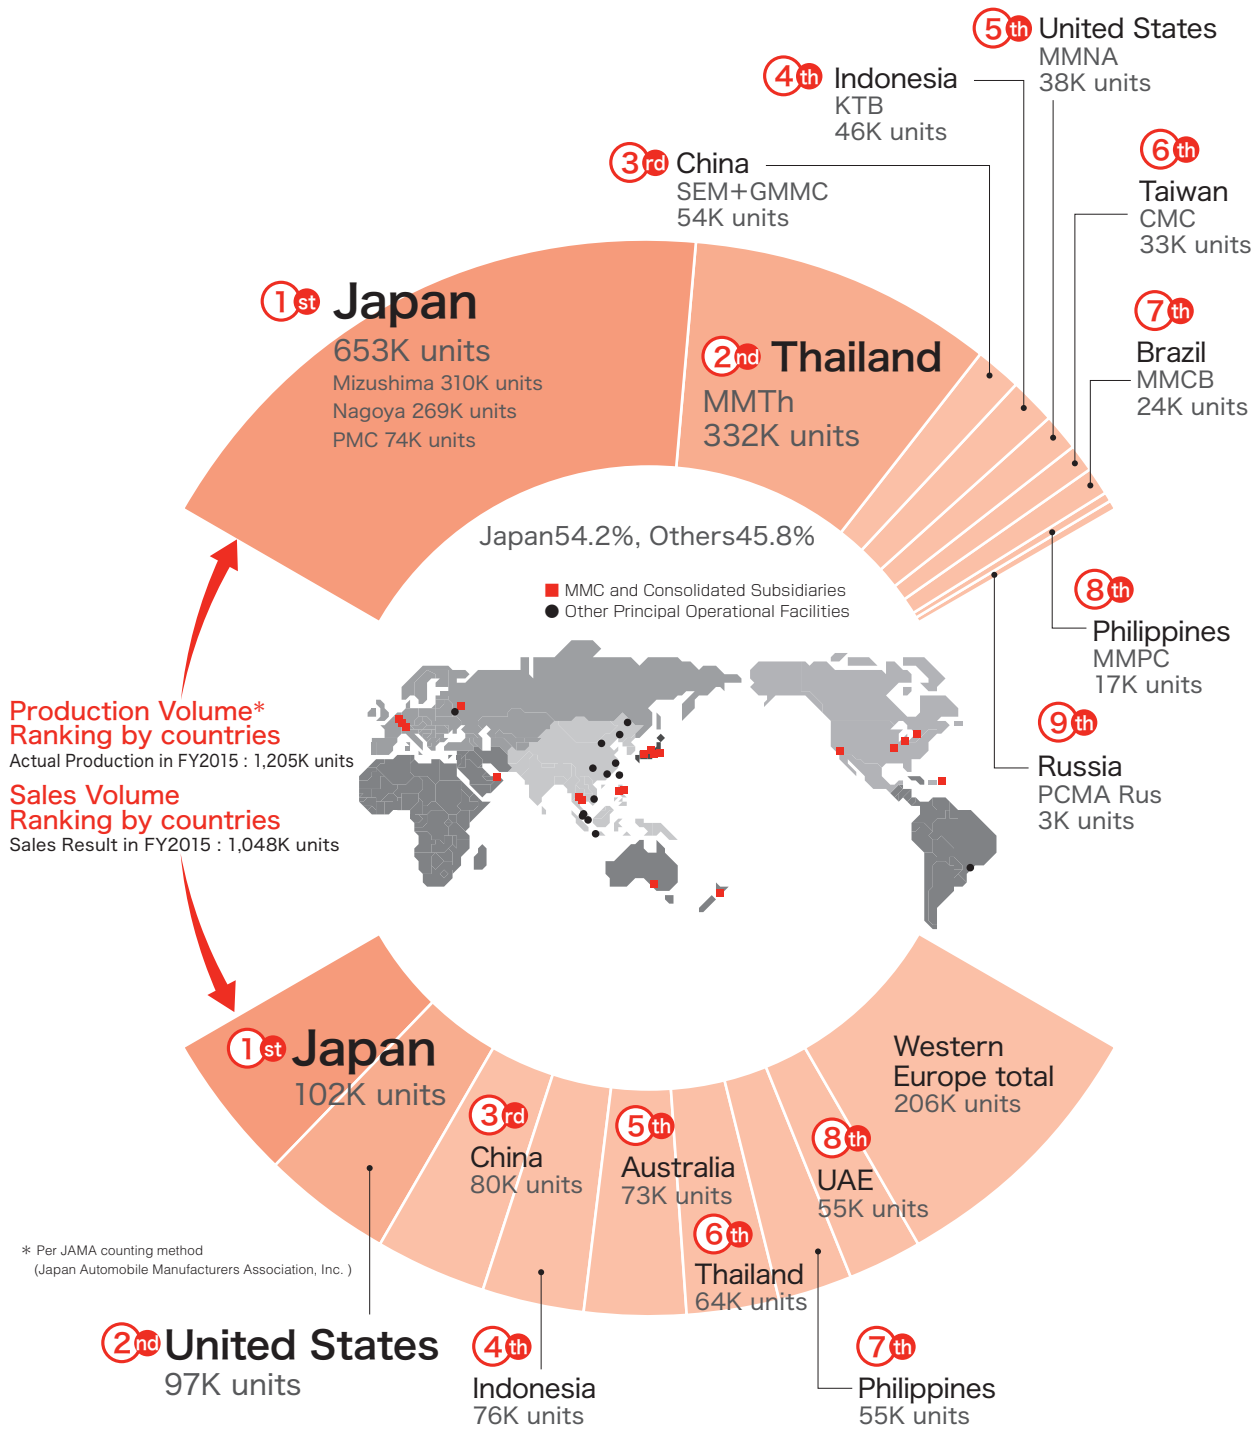 5th United States
MMNA
38K units
4th Indonesia
KTB
46K units
3rd China
SEM+GMMC
54K units
6th
Taiwan
CMC
33K units
7th
Brazil
MMCB
24K units
1st Japan
653K units
Mizushima 310K units
Nagoya 269K units
PMC 74K units
2nd Thailand
MMTh
332K units
Japan54.2%, Others45.8%
MMC and Consolidated Subsidiaries
Other Principal Operational Facilities
8th
Philippines
MMPC
17K units
9th
Russia
PCMA Rus
3K units
Production Volume*
Ranking by countries
Actual Production in FY2015 : 1,205K units
Sales Volume
Ranking by countries
Sales Result in FY2015 : 1,048K units
1st Japan
102K units
3rd
China
80K units
5th
Australia
73K units
6th
Thailand
64K units
8th
UAE
55K units
Western
Europe total
206K units
* Per JAMA counting method
(Japan Automobile Manufacturers Association, Inc. )
2nd United States
97K units
4th
Indonesia
76K units
7th
Philippines
55K units